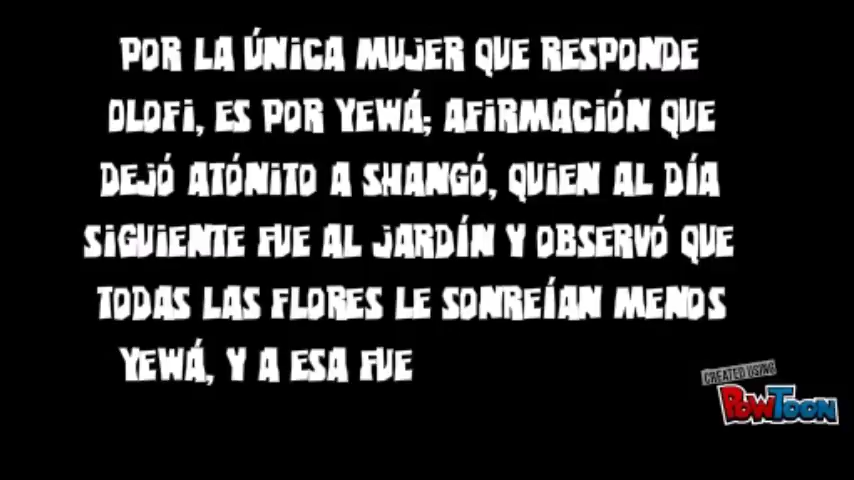 POR LA ÚNICA MUJER QUE RESPONDE
OLOFI, ES POR YEWÁ; AFIRMACIÓN QUE
DEJÓ ATÓNITO A SHANGÓ, QUIEN AL DÍA
SIGUIENTE FUE AL JARDÍN Y OBSERVÓ QUE
TODAS LAS FLORES LE SONREÍAN MENOS
YEWÁ, Y A ESA FUE
CREATED USING
POWTOON